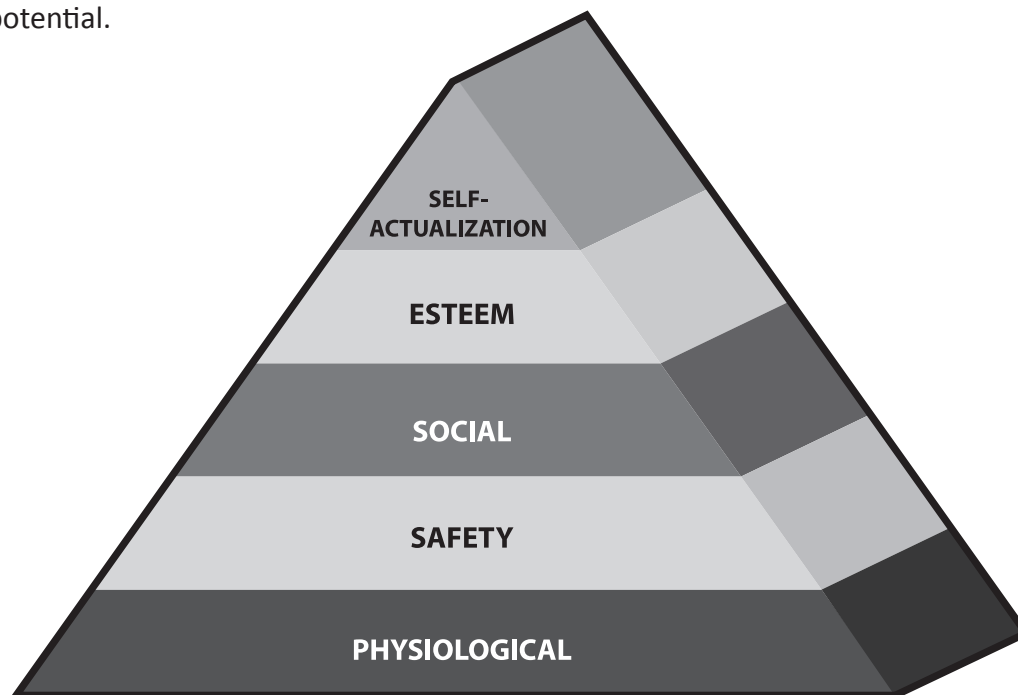 potential.
SELF-
ACTUALIZATION
ESTEEM
SOCIAL
SAFETY
PHYSIOLOGICAL